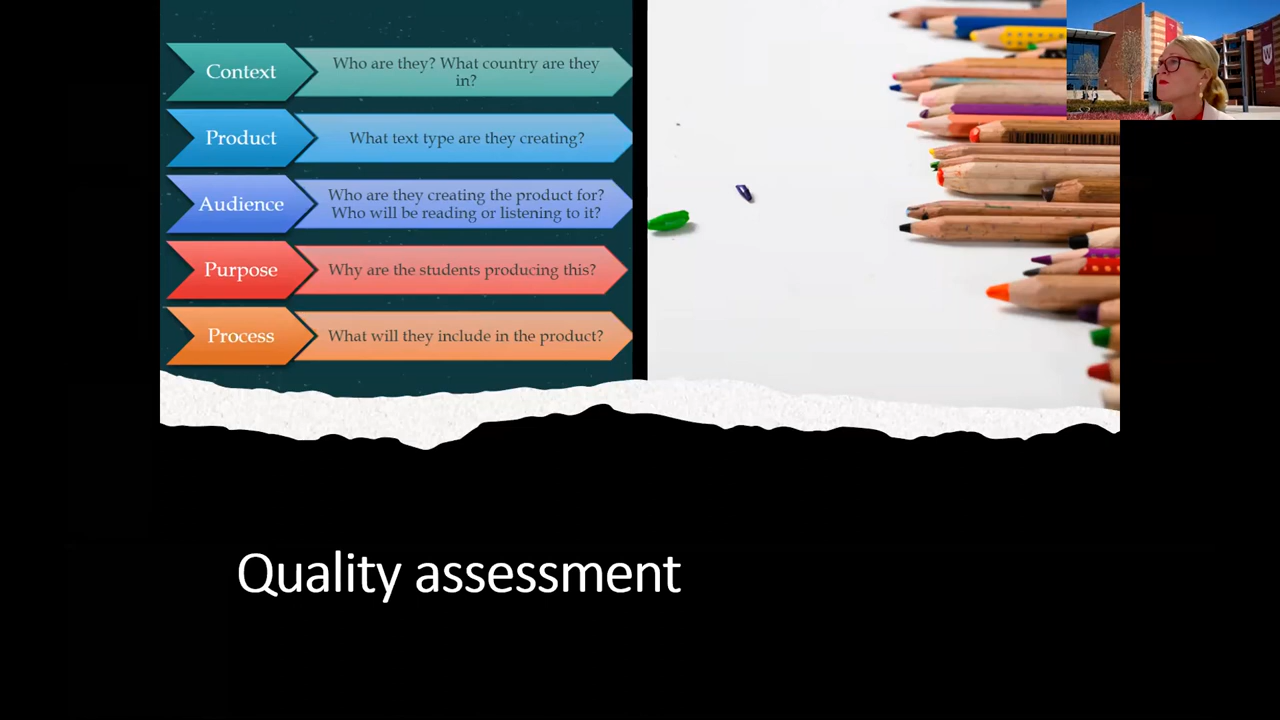 Context
Who are they? What country are they
in?
Product
What text type are they creating?
Audience
Who are they creating the product for?
Who will be reading or listening to it?
Purpose
Why are the students producing this?
Process
What will they include in the product?
Quality assessment